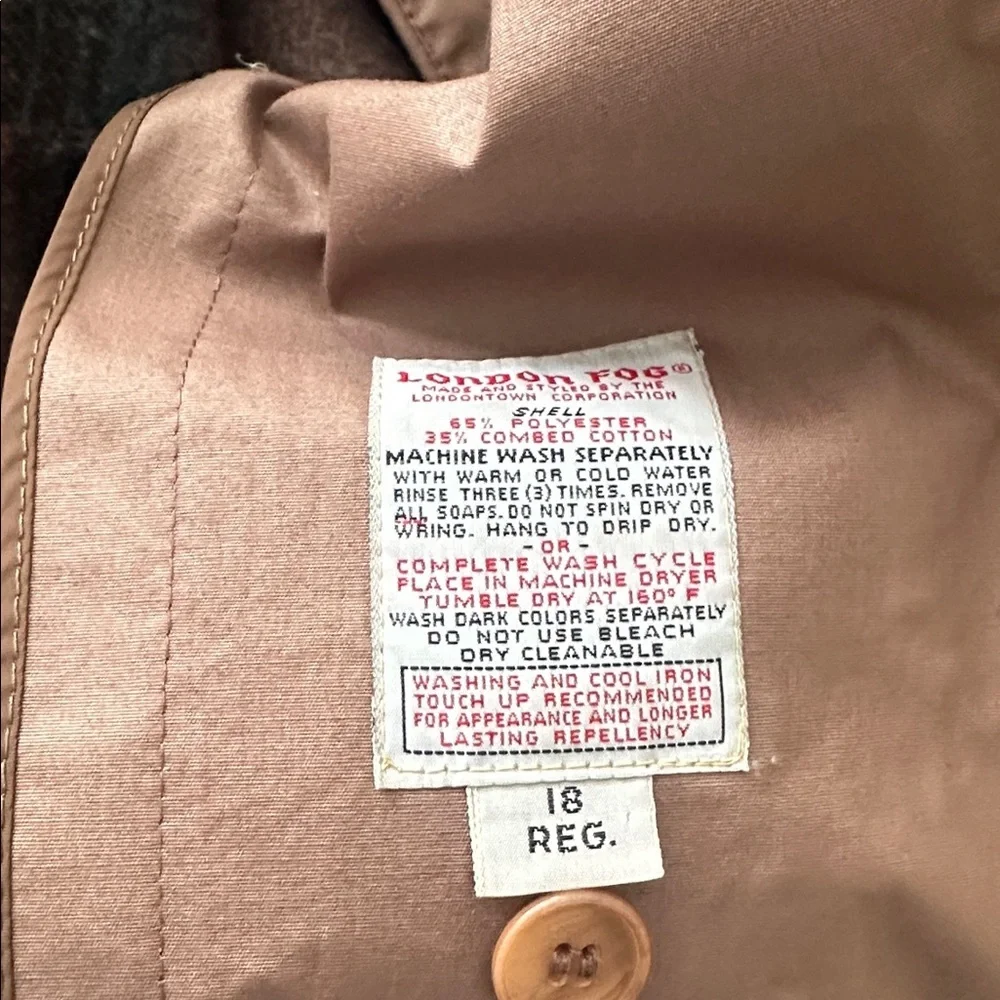 LONDON FOG®
MADE AND STYLED BY THE
LONDONTOWN CORPORATION
SHELL
65% POLYESTER
35% COMBED COTTON
MACHINE WASH SEPARATELY
WITH WARM OR COLD WATER
RINSE THREE (3) TIMES. REMOVE
ALL SOAPS. DO NOT SPIN DRY OR
WRING. HANG TO DRIP DRY.
- OR -
COMPLETE WASH CYCLE
PLACE IN MACHINE DRYER
TUMBLE DRY AT 160° F
WASH DARK COLORS SEPARATELY
DO NOT USE BLEACH
DRY CLEANABLE
WASHING AND COOL IRON
TOUCH UP RECOMMENDED
FOR APPEARANCE AND LONGER
LASTING REPELLENCY
18
REG.